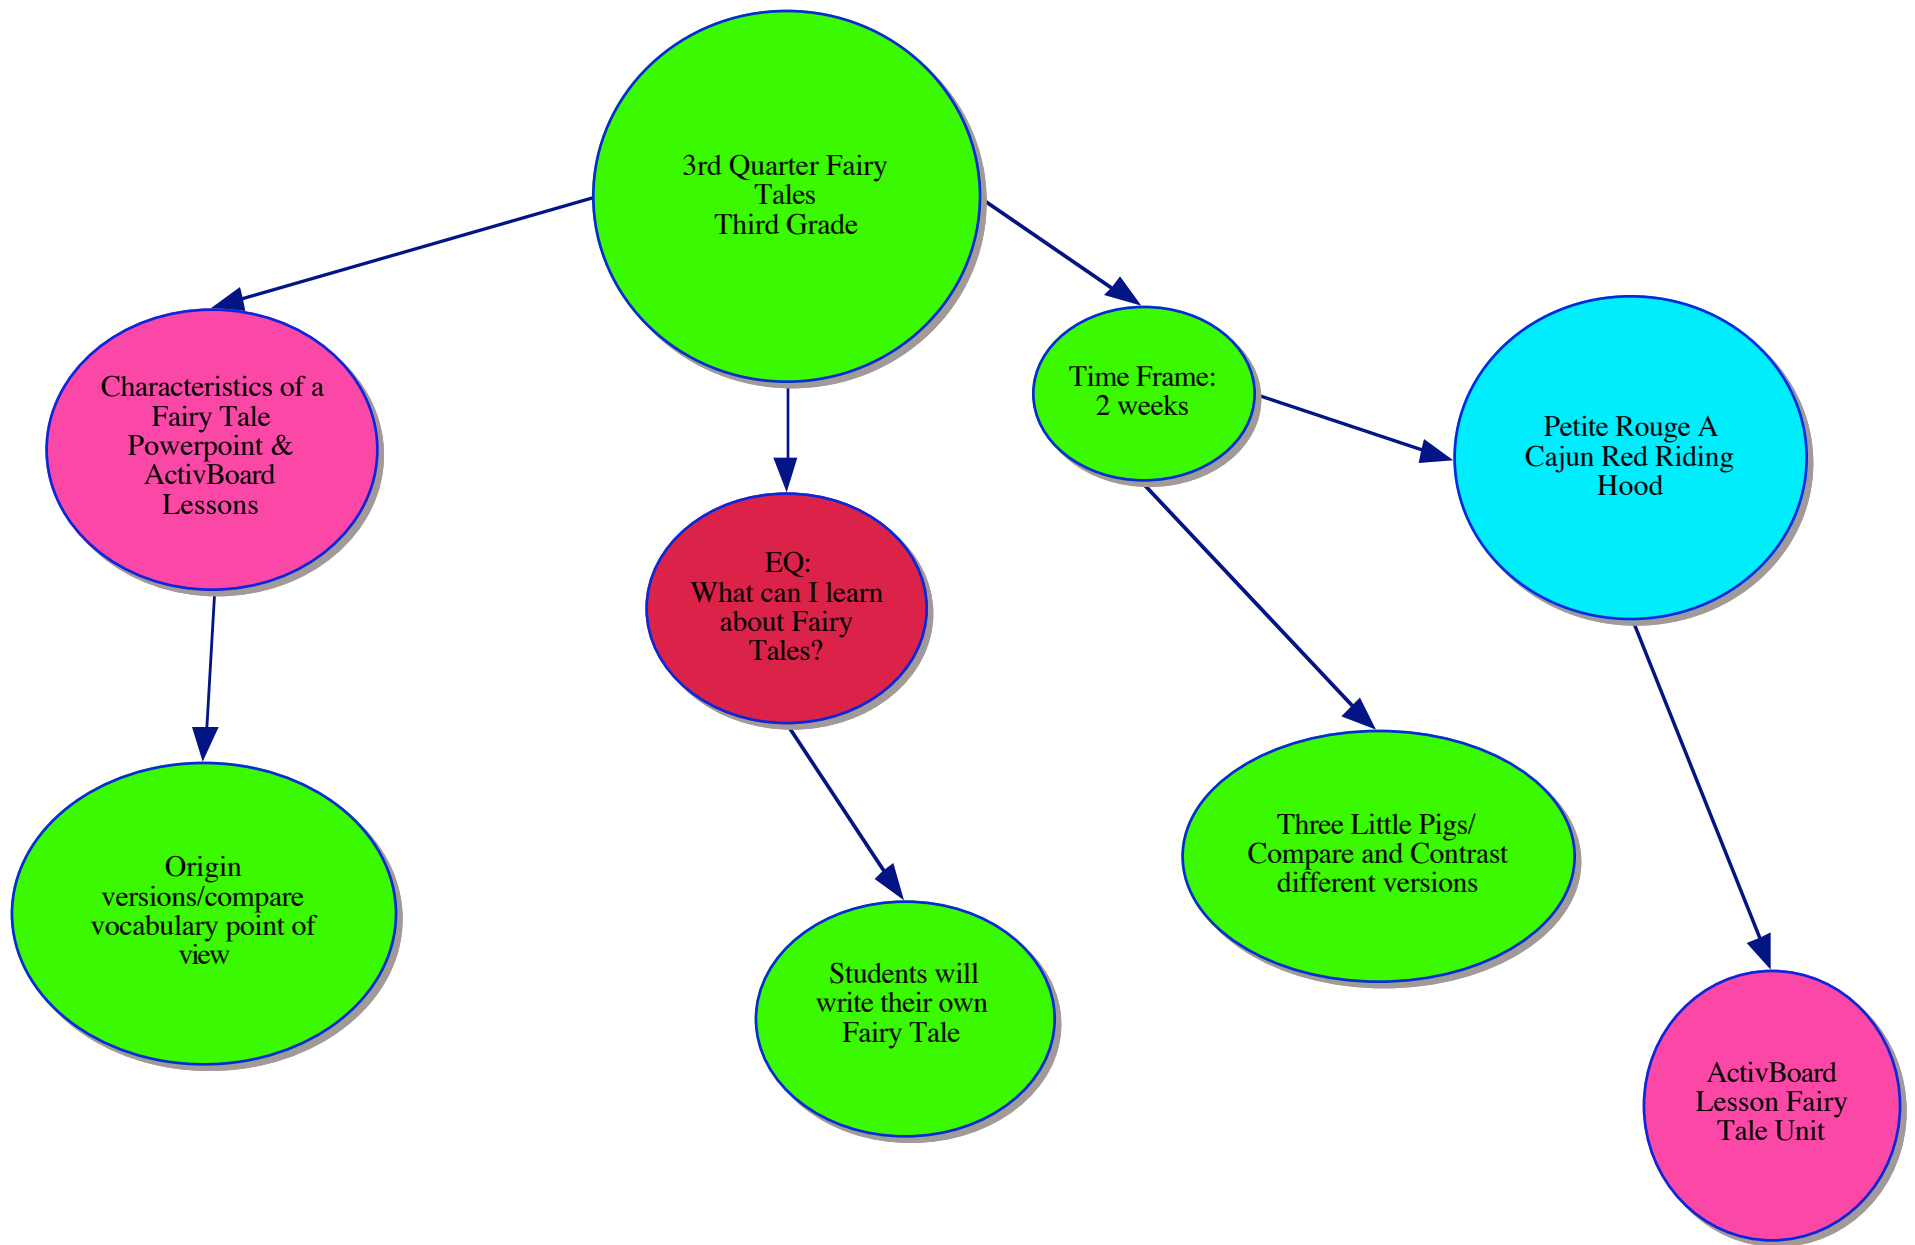 3rd Quarter Fairy
Tales
Third Grade
Characteristics of a
Fairy Tale
Powerpoint &
ActivBoard
Lessons
Time Frame:
2 weeks
Petite Rouge A
Cajun Red Riding
Hood
EQ:
What can I learn
about Fairy
Tales?
Origin
versions/compare
vocabulary point of
view
Students will
write their own
Fairy Tale
Three Little Pigs/
Compare and Contrast
different versions
ActivBoard
Lesson Fairy
Tale Unit